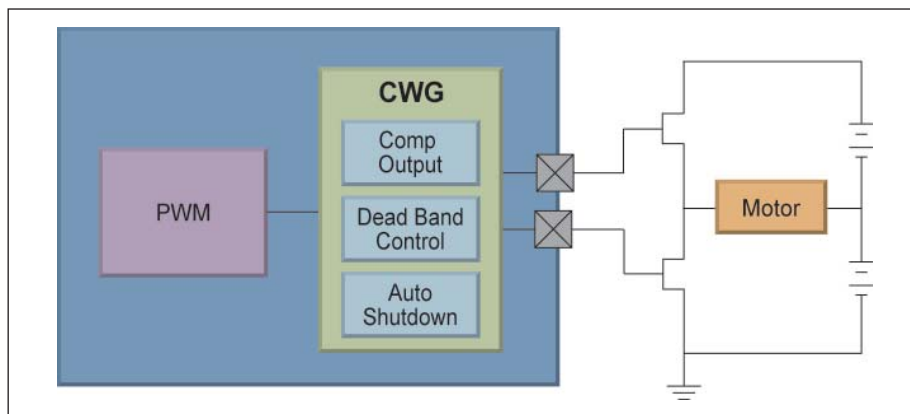 CWG
Comp
Output
PWM
Dead Band
Control
Auto
Shutdown
Motor